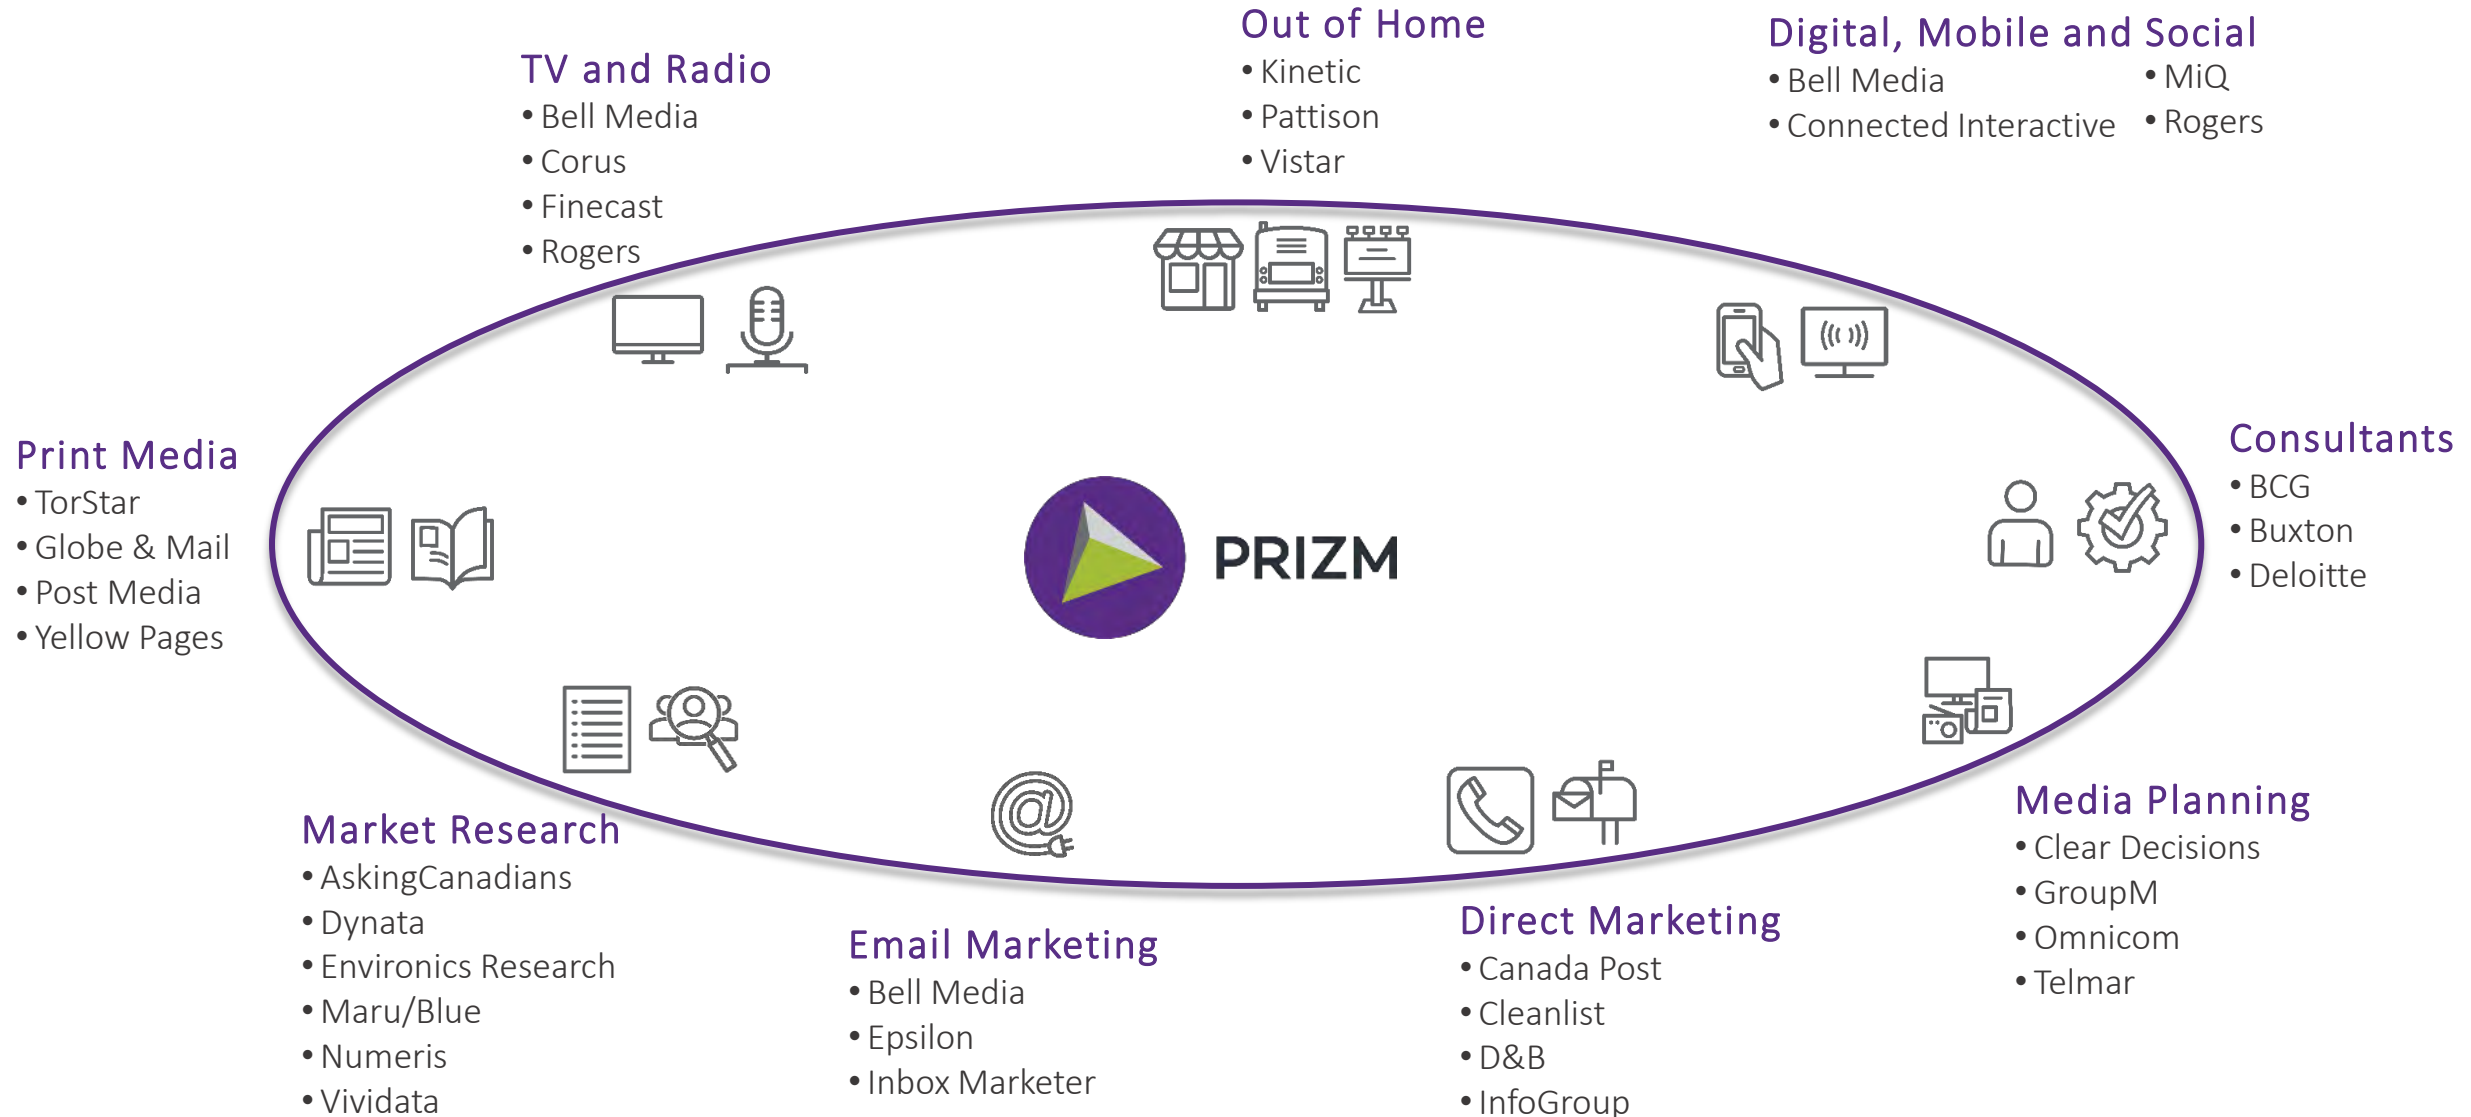 Out of Home
• Kinetic
• Pattison
• Vistar
Digital, Mobile and Social
• Bell Media
• Connected Interactive
• MiQ
• Rogers
TV and Radio
• Bell Media
• Corus
• Finecast
• Rogers
Print Media
• TorStar
• Globe & Mail
• Post Media
• Yellow Pages
PRIZM
Consultants
• BCG
• Buxton
• Deloitte
Market Research
• AskingCanadians
• Dynata
• Environics Research
• Maru/Blue
• Numeris
• Vividata
@
Email Marketing
• Bell Media
• Epsilon
• Inbox Marketer
Direct Marketing
• Canada Post
• Cleanlist
• D&B
• InfoGroup
Media Planning
• Clear Decisions
• GroupM
• Omnicom
• Telmar